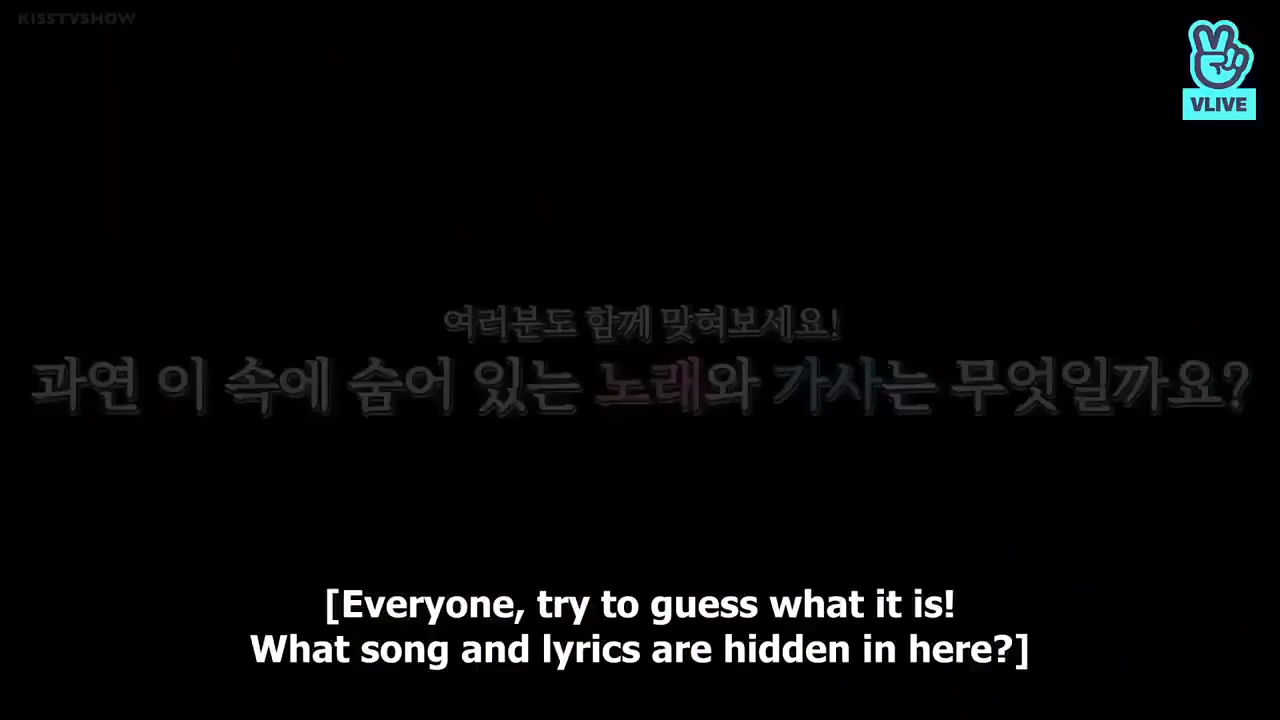 KISSTVSHOW
VLIVE
여러분도 함께 맞혀보세요!
과연 이 속에 숨어 있는 노래와 가사는 무엇일까요?
[Everyone, try to guess what it is!
What song and lyrics are hidden in here?]